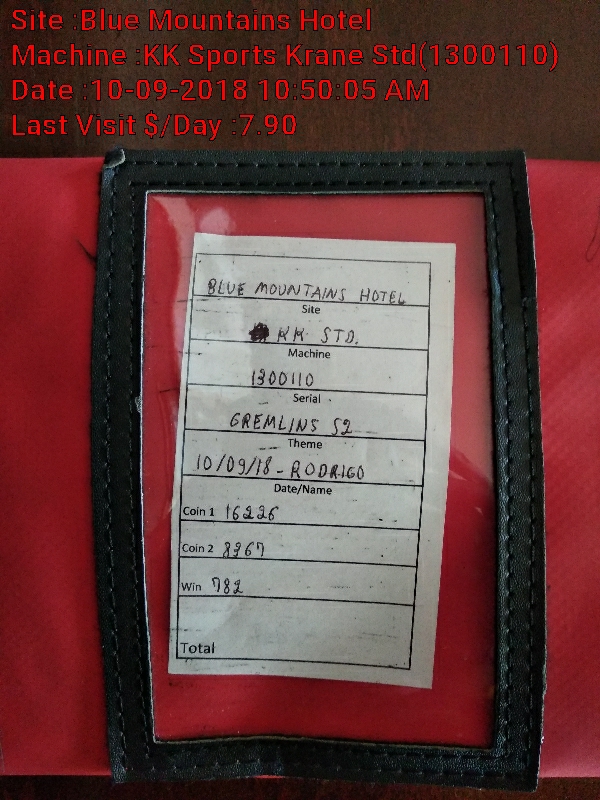 Site :Blue Mountains Hotel
Machine :KK Sports Krane Std(1300110)
Date :10-09-2018 10:50:05 AM
Last Visit $/Day :7.90
BLUE MOUNTAINS HOTEL
Site
KK STD.
Machine
1300110
Serial
GREMLINS S2
Theme
10/09/18 - RODRIGO
Date/Name
Coin 1 16226
Coin 2 8367
Win 782
Total